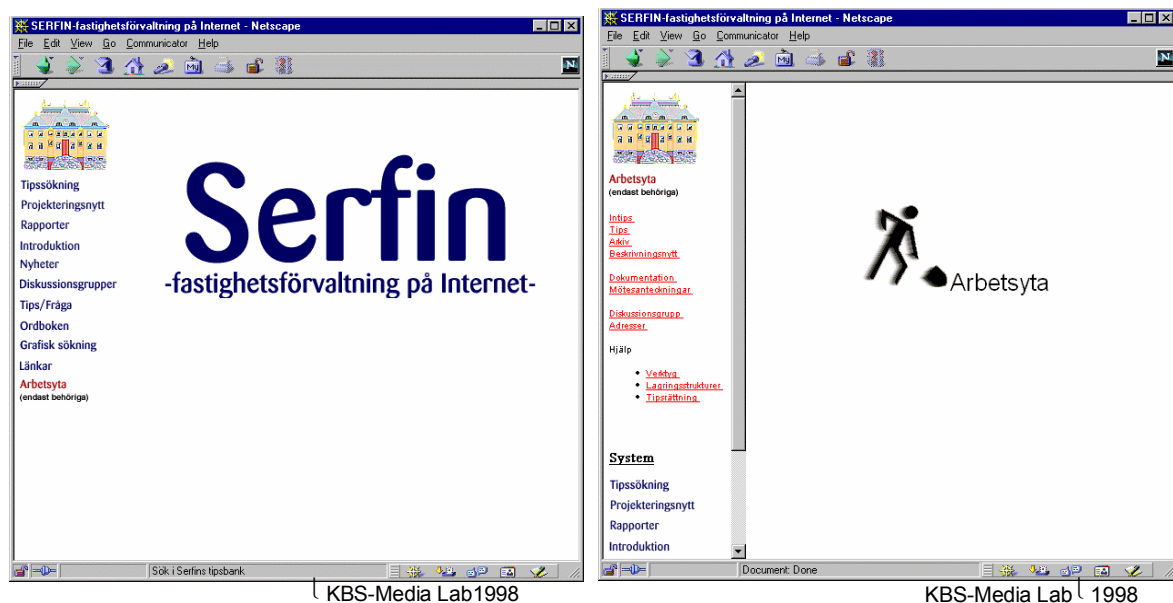 SERFIN-fastighetsförvaltning på Internet - Netscape
File Edit View Go Communicator Help
N
Tipssökning
Projekteringsnytt
Rapporter
Introduktion
Nyheter
Diskussionsgrupper
Tips/Fråga
Ordboken
Grafisk sökning
Länkar
Arbetsyta
(endast behöriga)
Serfin
-fastighetsförvaltning på Internet-
Sök i Serfins tipsbank
KBS-Media Lab1998
SERFIN-fastighetsförvaltning på Internet - Netscape
File Edit View Go Communicator Help
N
Arbetsyta
(endast behöriga)
Intips
Tips
Arkiv
Beskrivningsnytt
Dokumentation
Mötesanteckningar
Diskussionsgrupp
Adresser
Hjälp
Verktyg
Lagringsstrukturer
Tipsrättning
System
Tipssökning
Projekteringsnytt
Rapporter
Introduktion
Arbetsyta
Document: Done
KBS-Media Lab 1998